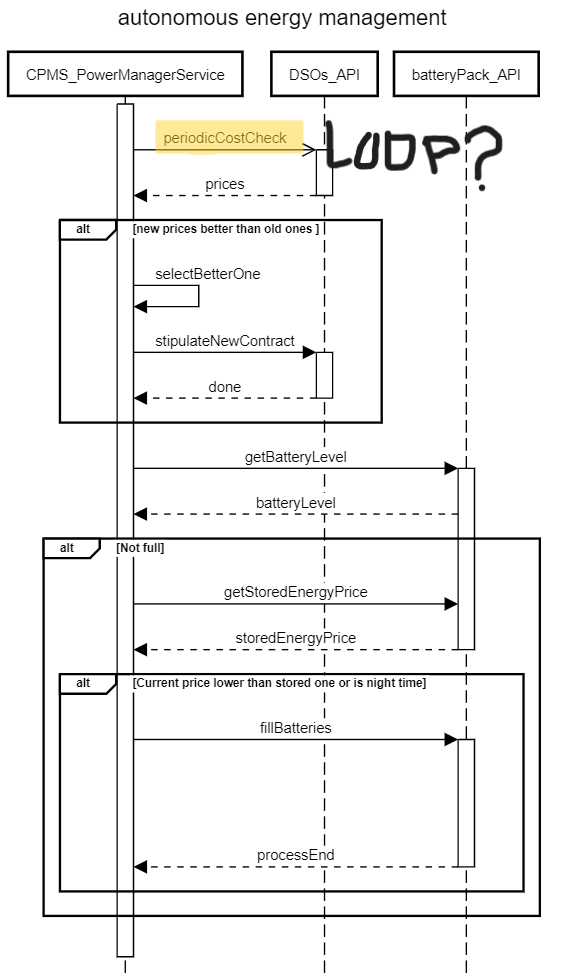 autonomous energy management
CPMS_PowerManagerService
DSOs_API
batteryPack_API
periodicCostCheck
LOOP?
prices
alt
[new prices better than old ones ]
selectBetterOne
stipulateNewContract
done
getBatteryLevel
batteryLevel
alt
[Not full]
getStoredEnergyPrice
storedEnergyPrice
alt
[Current price lower than stored one or is night time]
fillBatteries
processEnd